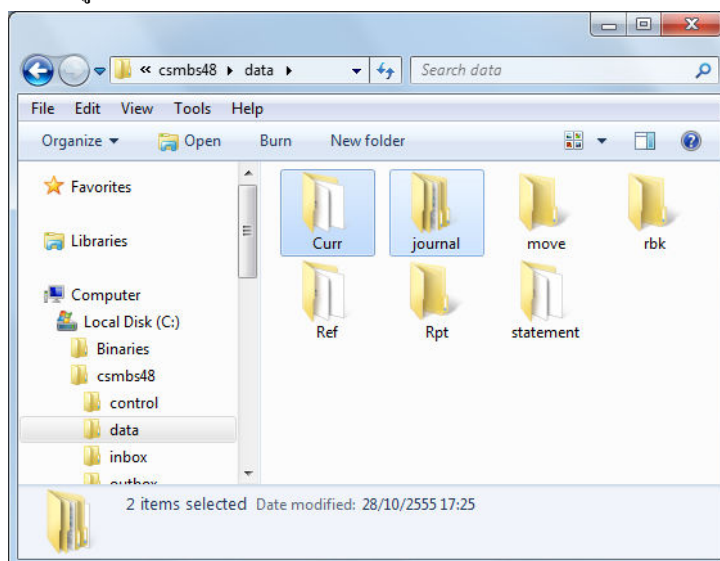 « csmbs48 ▸ data ▸ Search data
File Edit View Tools Help
Organize Open Burn New folder
Favorites
Libraries
Computer
Local Disk (C:)
Binaries
csmbs48
control
data
inbox
outbox
Curr journal move rbk
Ref Rpt statement
2 items selected Date modified: 28/10/2555 17:25